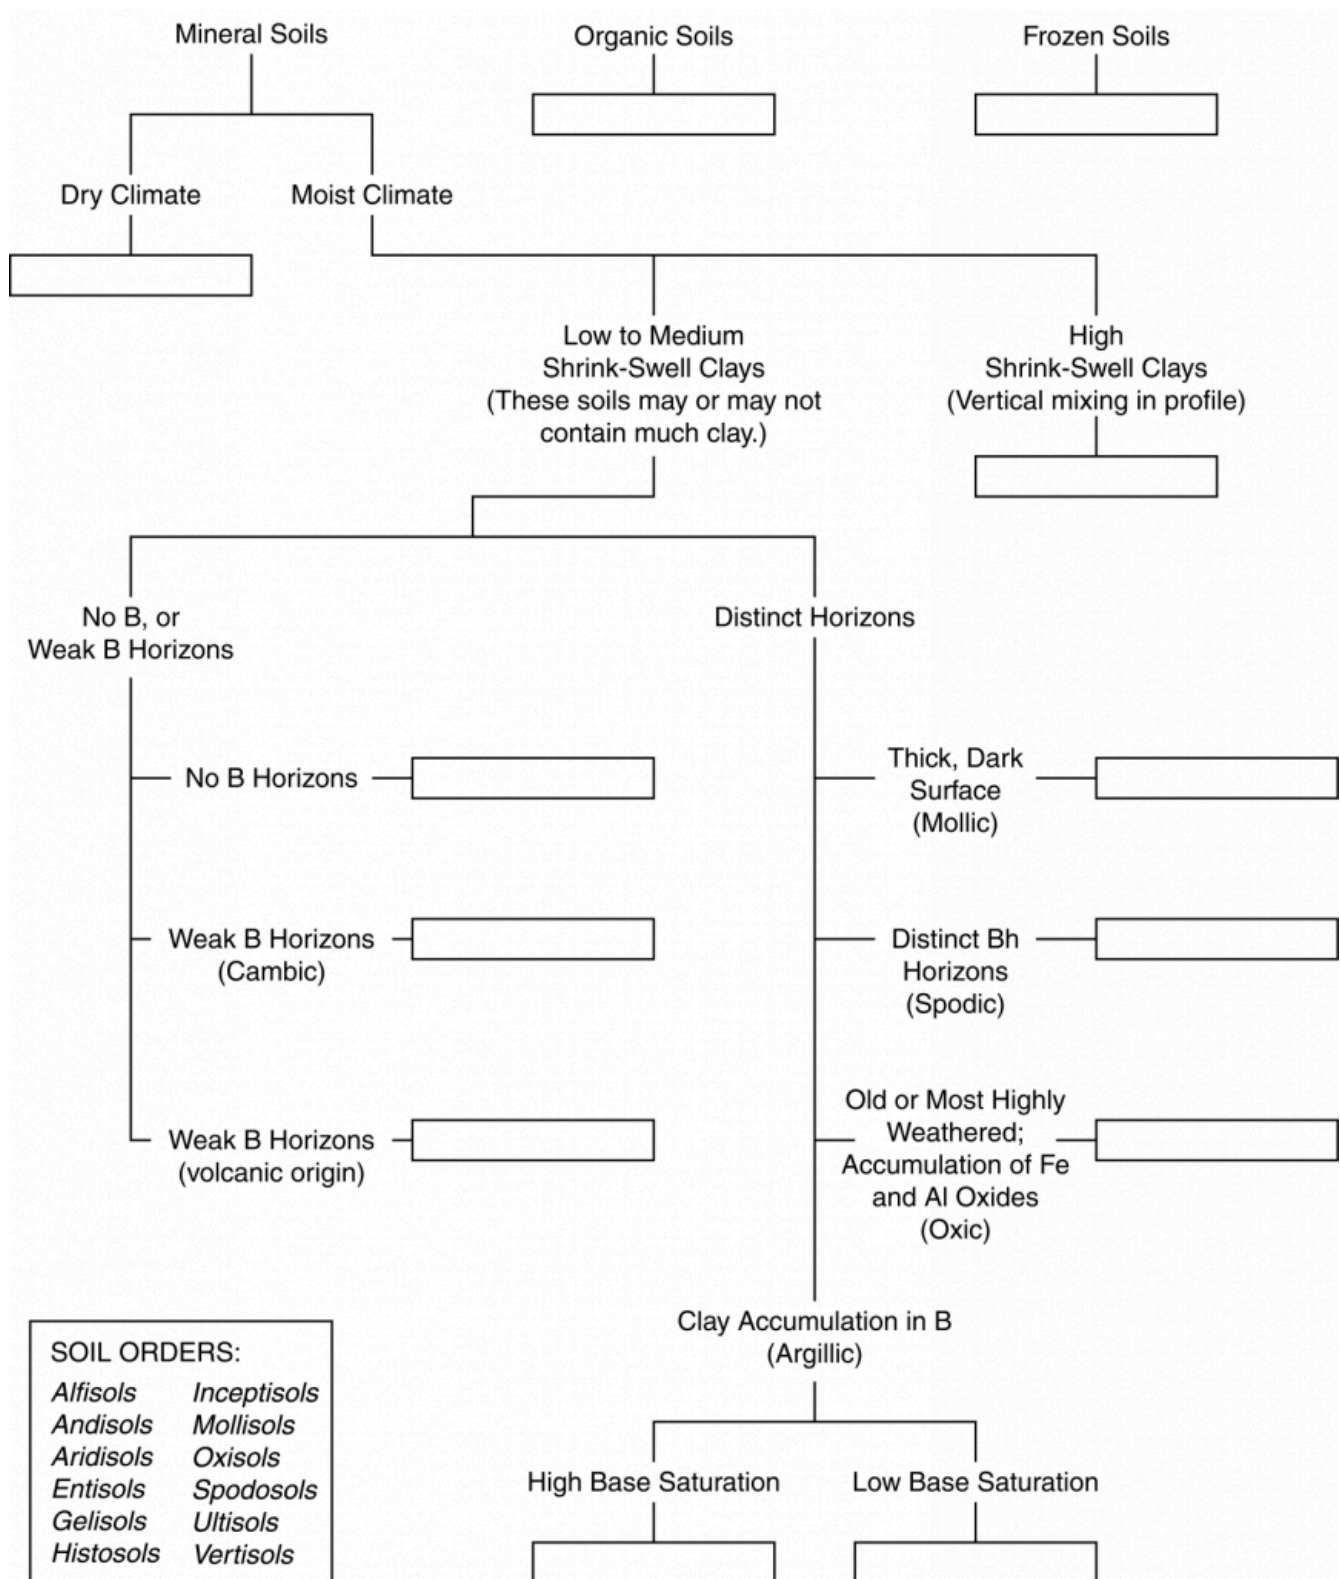 Mineral Soils
Organic Soils
Frozen Soils
Dry Climate
Moist Climate
Low to Medium
Shrink-Swell Clays
(These soils may or may not
contain much clay.)
High
Shrink-Swell Clays
(Vertical mixing in profile)
No B, or
Weak B Horizons
Distinct Horizons
No B Horizons
Thick, Dark
Surface
(Mollic)
Weak B Horizons
(Cambic)
Distinct Bh
Horizons
(Spodic)
Weak B Horizons
(volcanic origin)
Old or Most Highly
Weathered;
Accumulation of Fe
and Al Oxides
(Oxic)
Clay Accumulation in B
(Argillic)
High Base Saturation
Low Base Saturation
SOIL ORDERS:
Alfisols Inceptisols
Andisols Mollisols
Aridisols Oxisols
Entisols Spodosols
Gelisols Ultisols
Histosols Vertisols